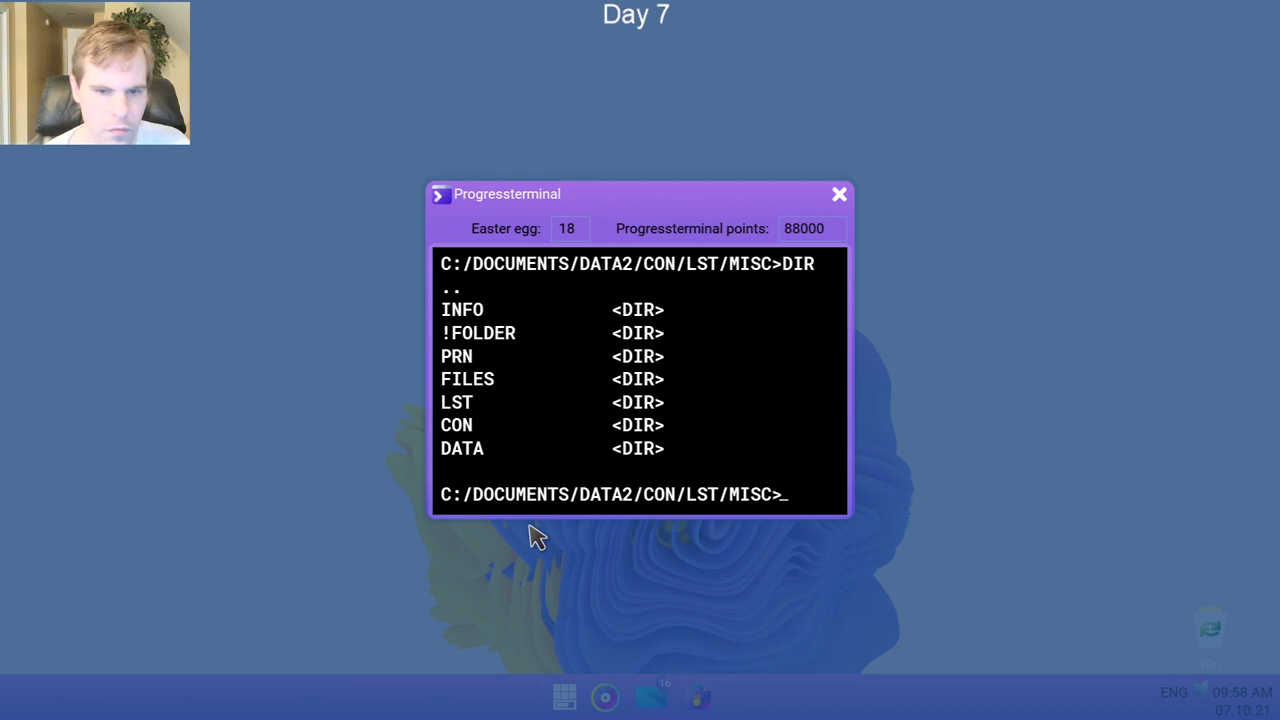 Day 7
Progressterminal
Easter egg: 18 Progressterminal points: 88000
C:/DOCUMENTS/DATA2/CON/LST/MISC>DIR
..
INFO <DIR>
!FOLDER <DIR>
PRN <DIR>
FILES <DIR>
LST <DIR>
CON <DIR>
DATA <DIR>
C:/DOCUMENTS/DATA2/CON/LST/MISC>_
Bin
16
ENG 09:58 AM
07.10.21